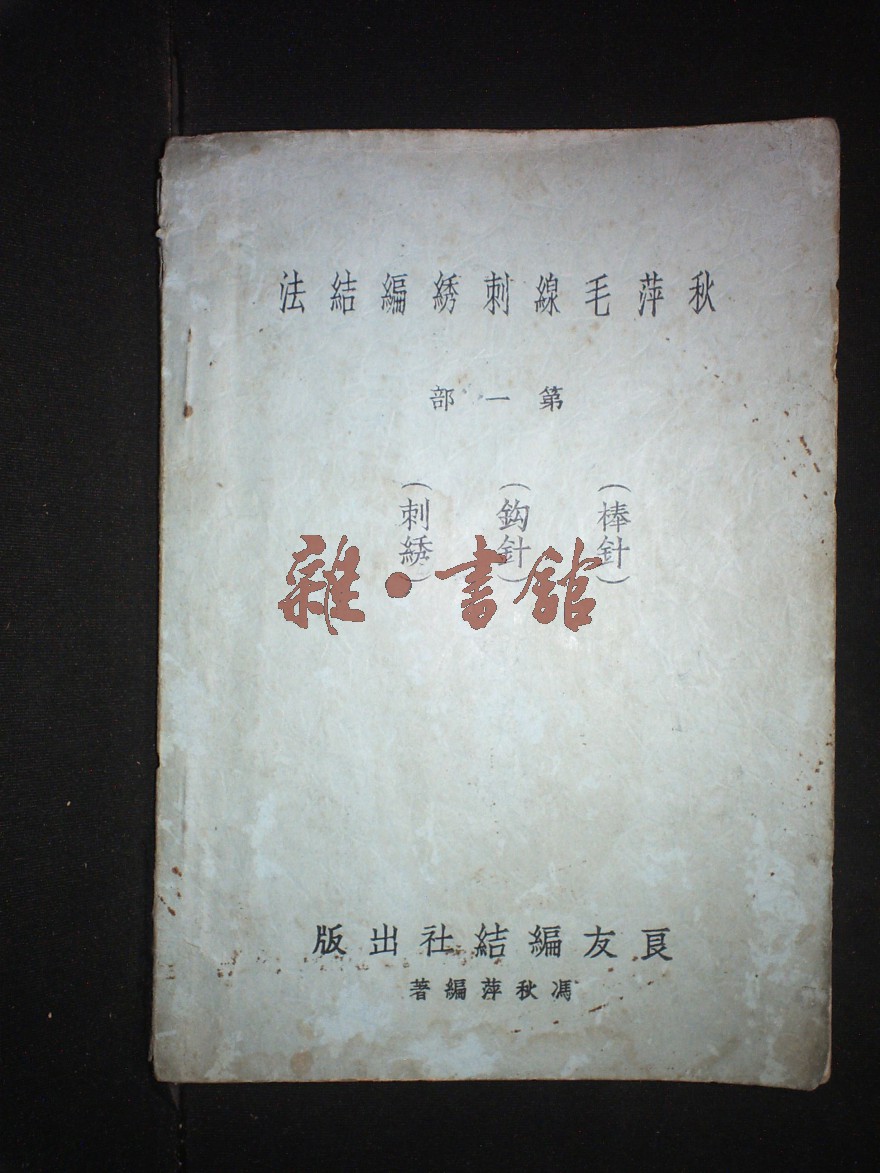 秋萍毛線刺綉編結法
第一部
（棒針）
（鈎針）
（刺綉）
雜·書館
良友編結社出版
馮秋萍編著